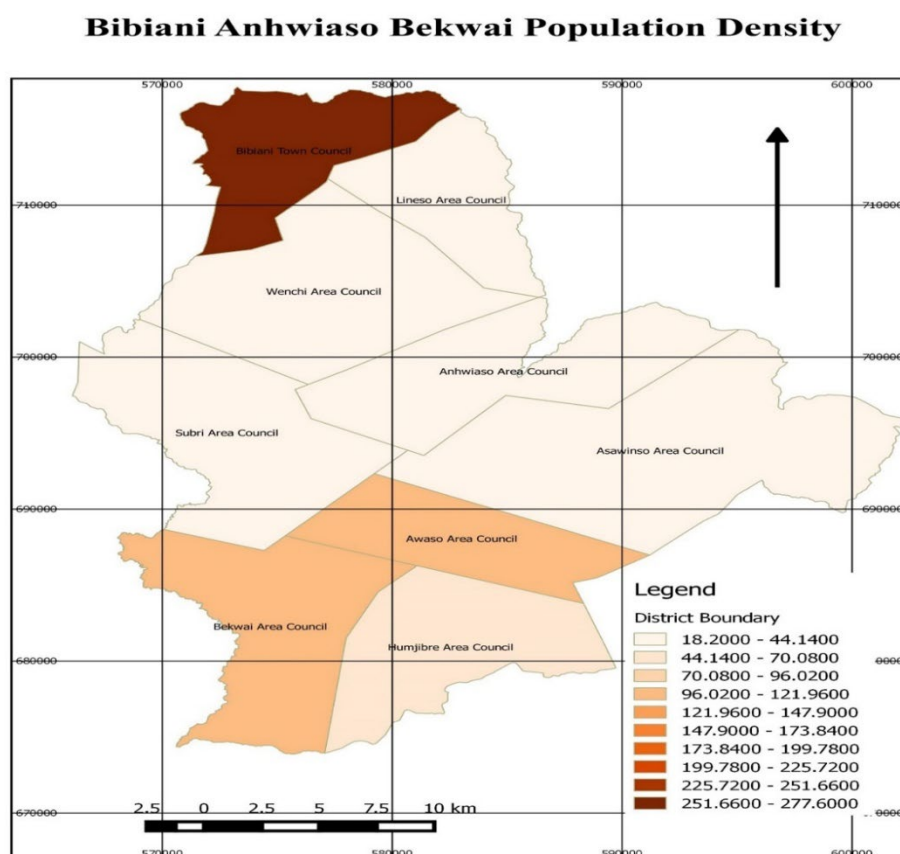 Bibiani Anhwiaso Bekwai Population Density
570000 580000 590000 600000
Bibiani Town Council
710000 Lineso Area Council 710000
Wenchi Area Council
700000 700000
Anhwiaso Area Council
Subri Area Council
Asawinso Area Council
690000 690000
Awaso Area Council
Legend
District Boundary
Bekwai Area Council
Humjibre Area Council
680000
18.2000 - 44.1400
44.1400 - 70.0800
70.0800 - 96.0200
96.0200 - 121.9600
121.9600 - 147.9000
147.9000 - 173.8400
173.8400 - 199.7800
199.7800 - 225.7200
225.7200 - 251.6600
251.6600 - 277.6000
670000
2.5 0 2.5 5 7.5 10 km
570000 580000 590000 600000